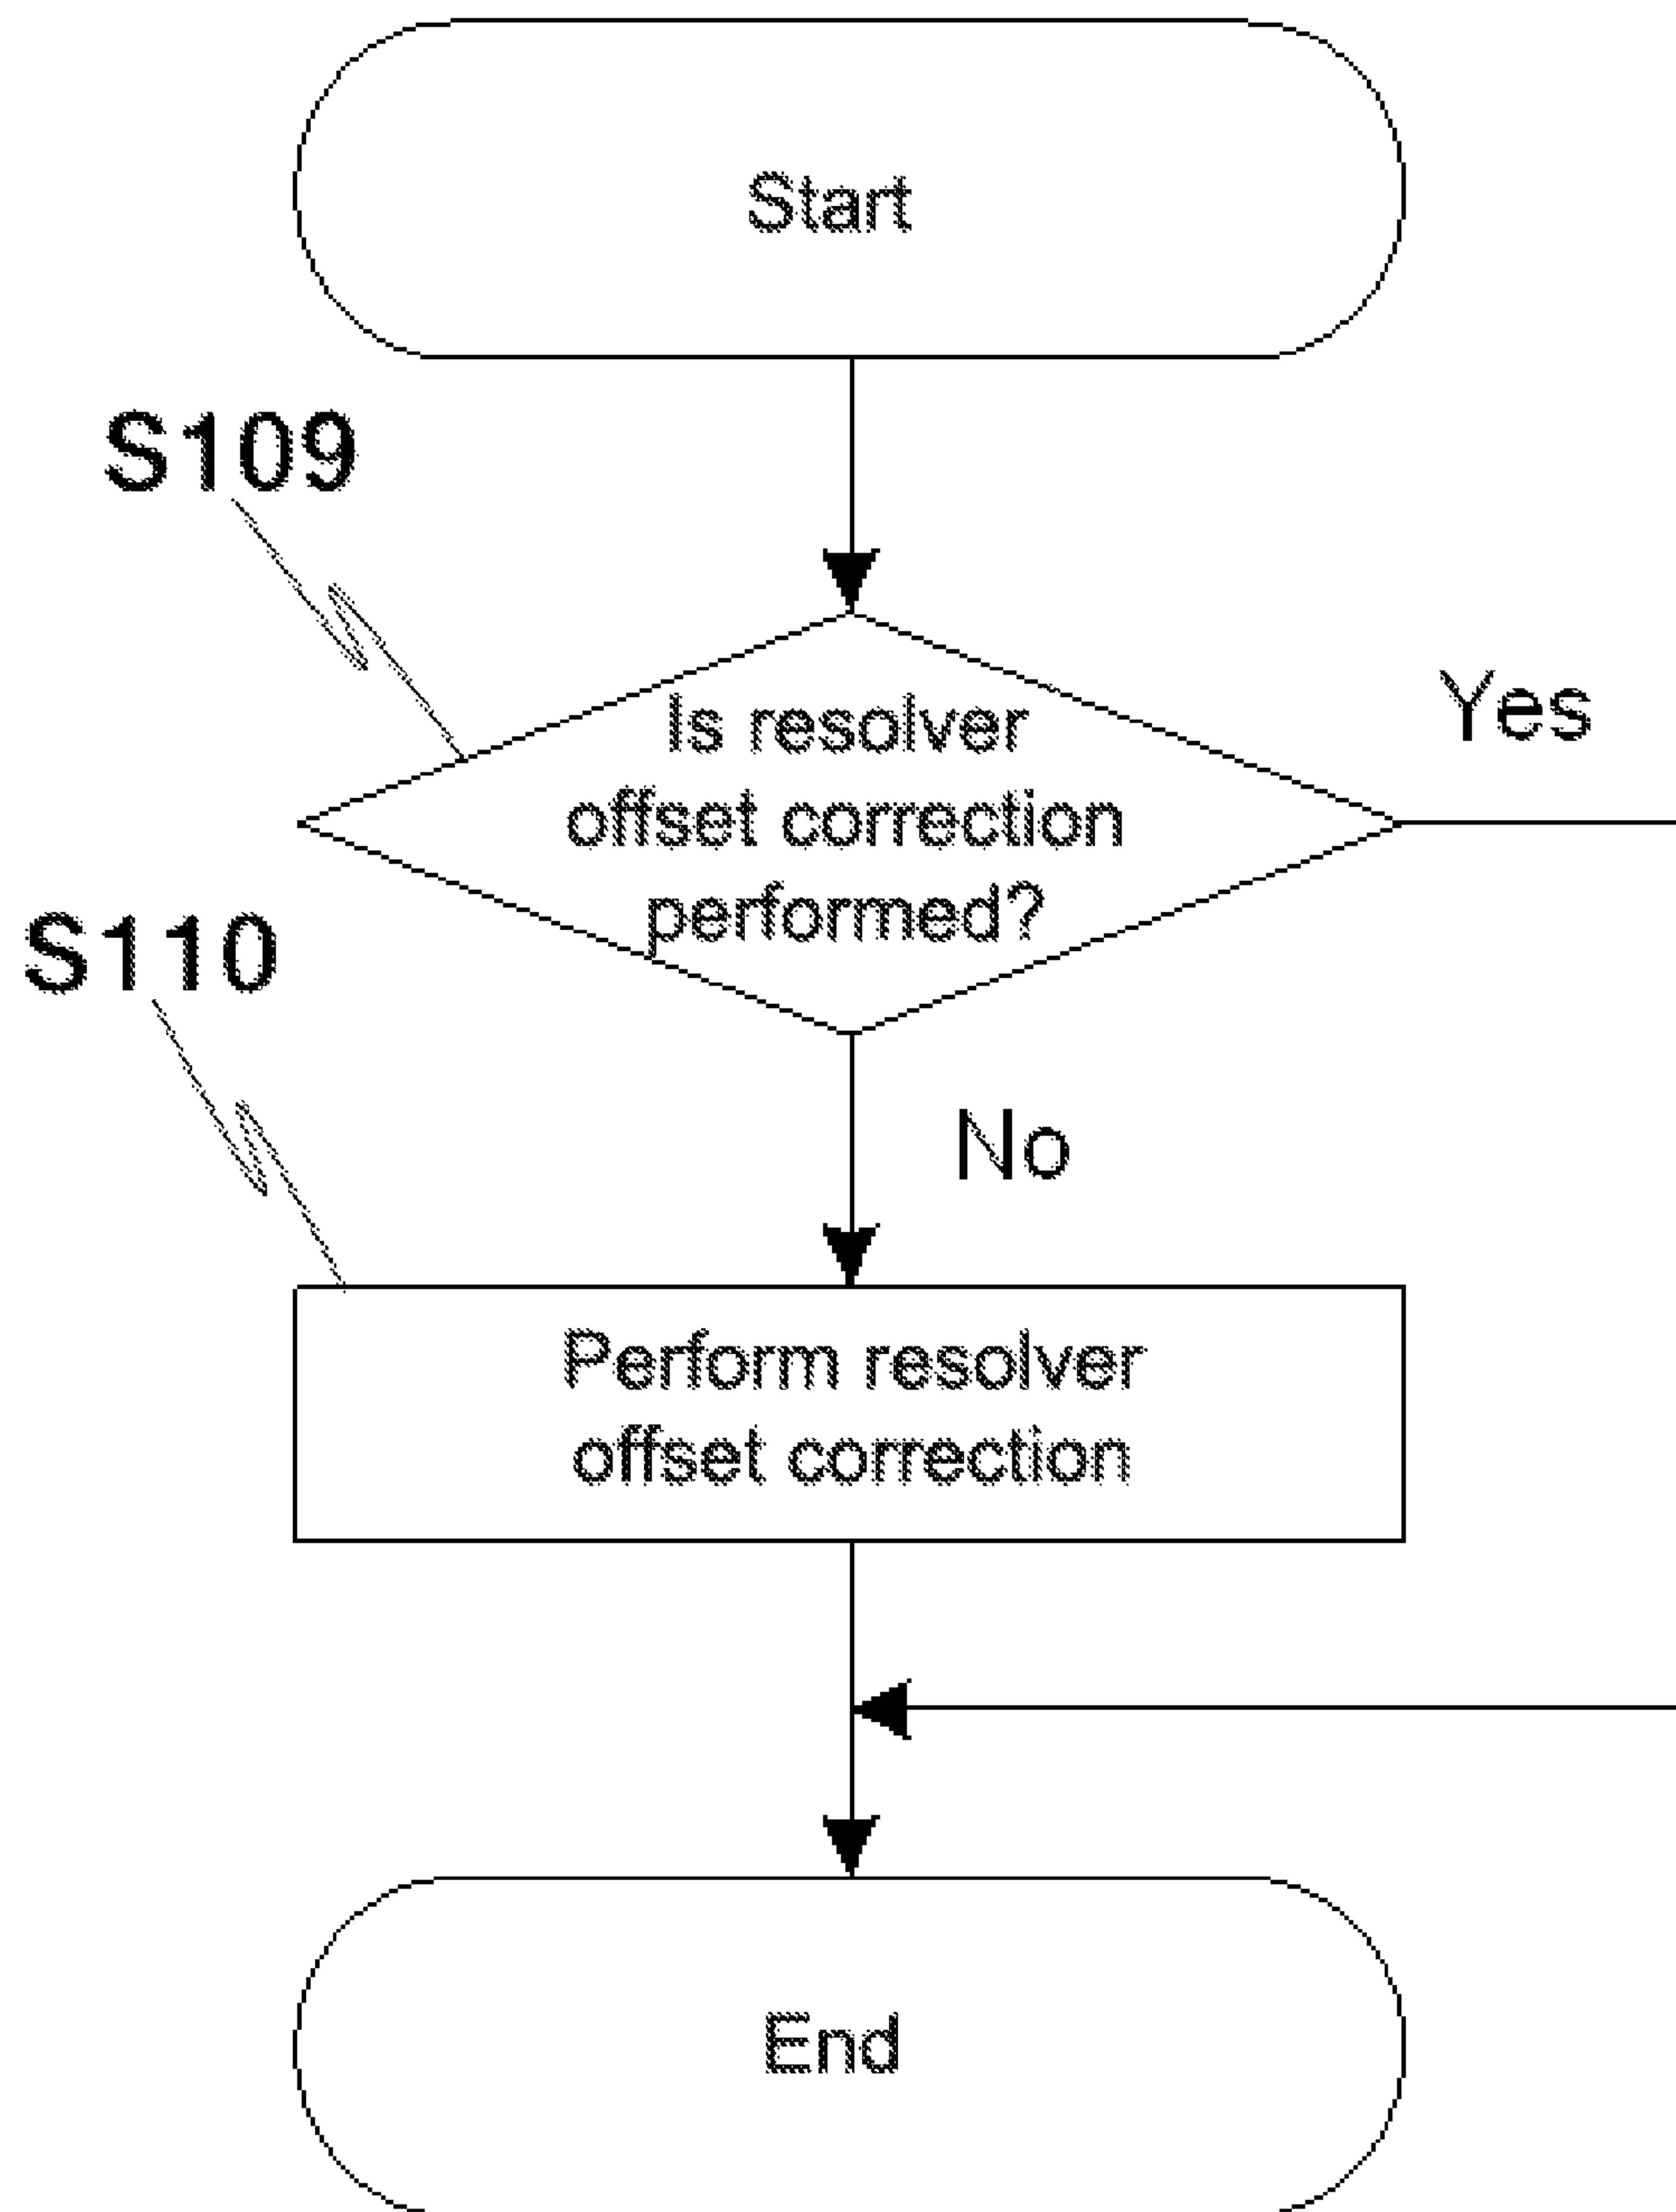 Start
S109
Is resolver
offset correction
performed?
Yes
S110
No
Perform resolver
offset correction
End